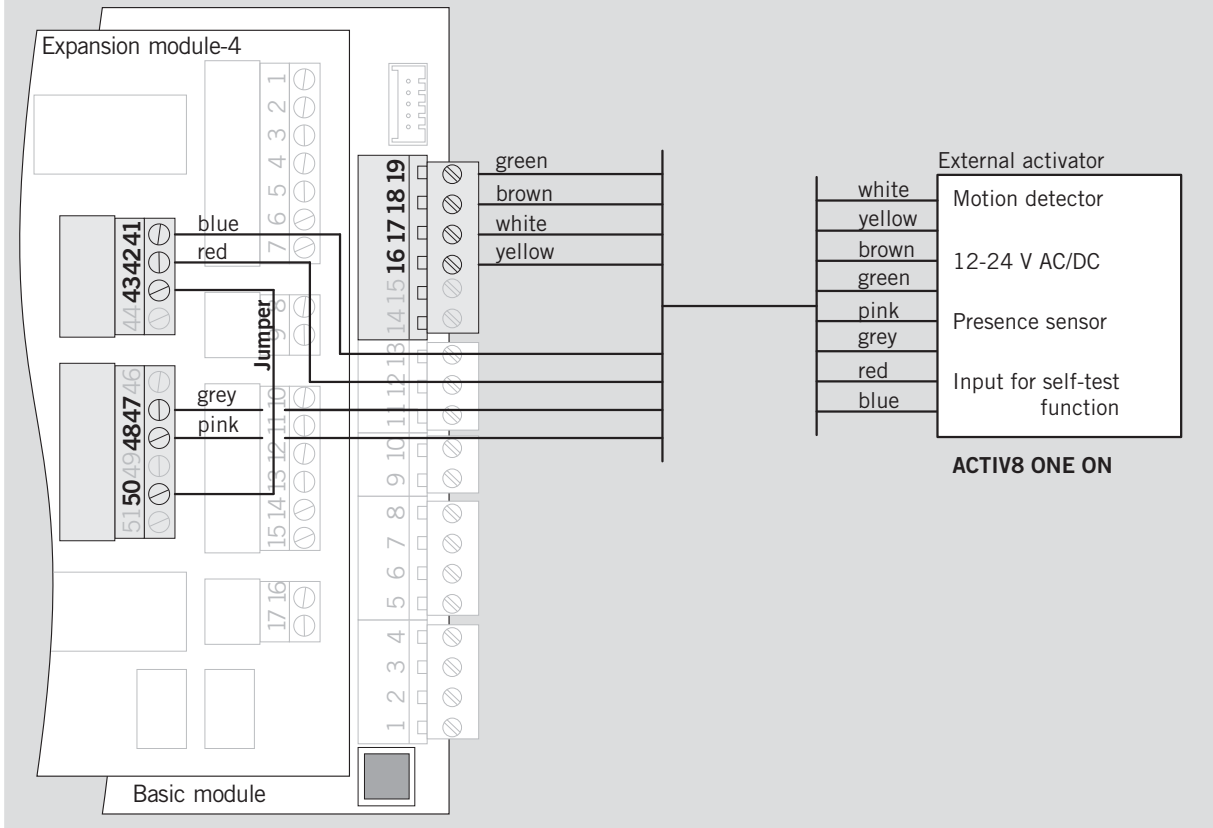 Expansion module-4
1
2
3
4
5
6
7
8
9
10
11
12
13
14
15
16
17
41
42
43
44
blue
red
Jumper
46
47
48
49
50
51
grey
pink
19
18
17
16
15
14
green
brown
white
yellow
13
12
11
10
9
8
7
6
5
4
3
2
1
Basic module
External activator
white
yellow
brown
green
pink
grey
red
blue
Motion detector
12-24 V AC/DC
Presence sensor
Input for self-test
function
ACTIV8 ONE ON